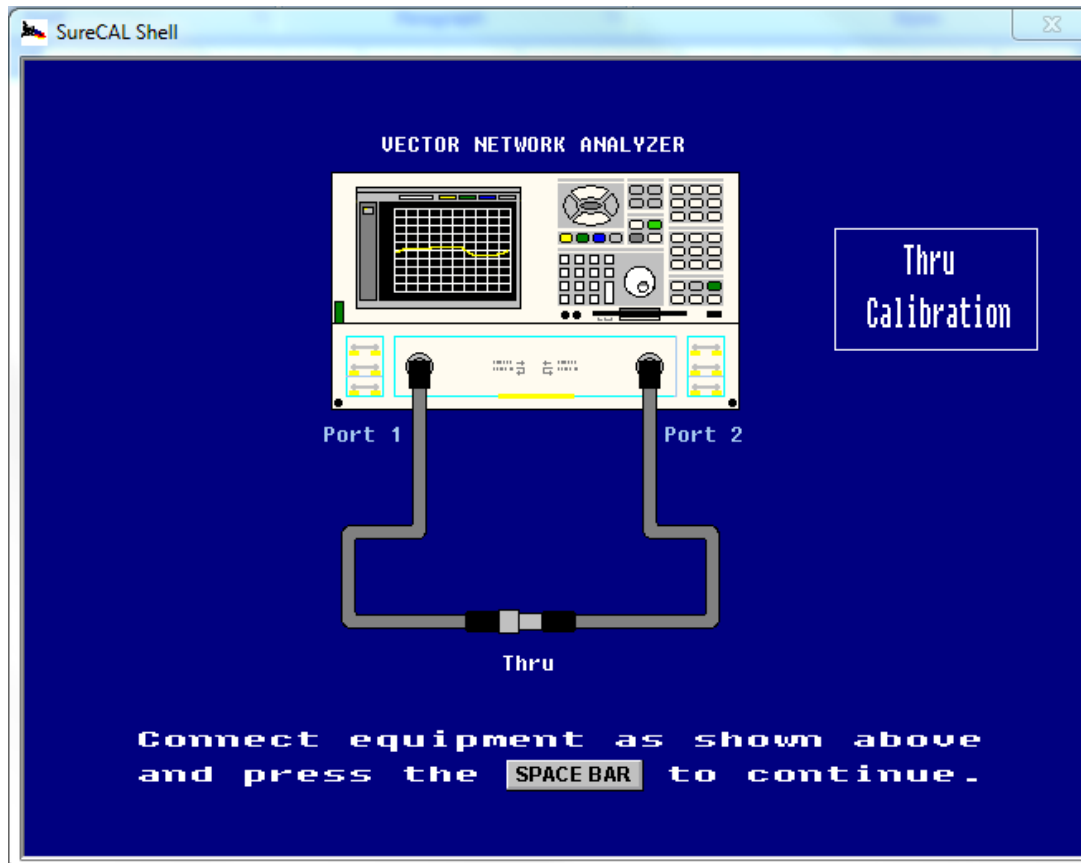 SureCAL Shell
VECTOR NETWORK ANALYZER
Thru
Calibration
Port 1
Port 2
Thru
Connect equipment as shown above
and press the SPACE BAR to continue.